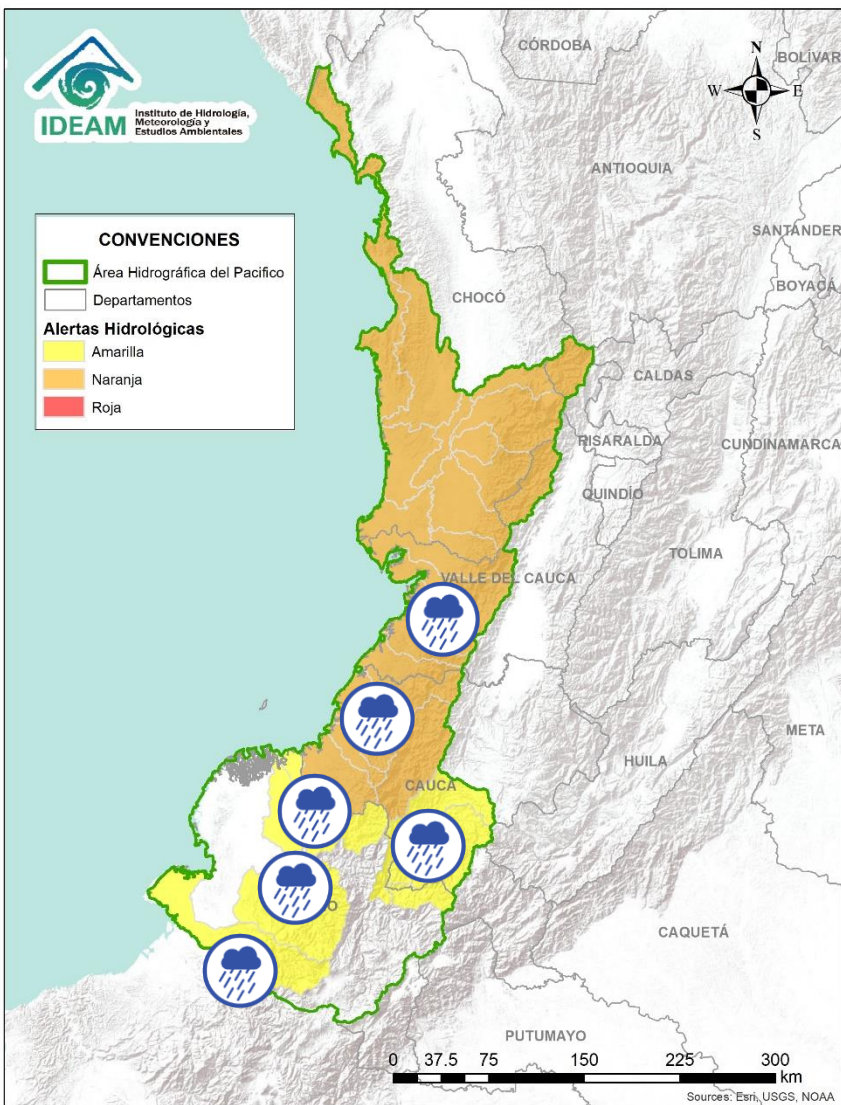 IDEAM
Instituto de Hidrología,
Meteorología y
Estudios Ambientales
CÓRDOBA
BOLÍVAR
N
W
E
S
ANTIOQUIA
SANTANDER
BOYACÁ
CONVENCIONES
Área Hidrográfica del Pacifico
Departamentos
Alertas Hidrológicas
Amarilla
Naranja
Roja
CHOCÓ
CALDAS
RISARALDA
CUNDINAMARCA
QUINDÍO
TOLIMA
VALLE DEL CAUCA
META
HUILA
CAUCA
O
CAQUETÁ
PUTUMAYO
0 37.5 75 150 225 300
km
Sources: Esri, USGS, NOAA